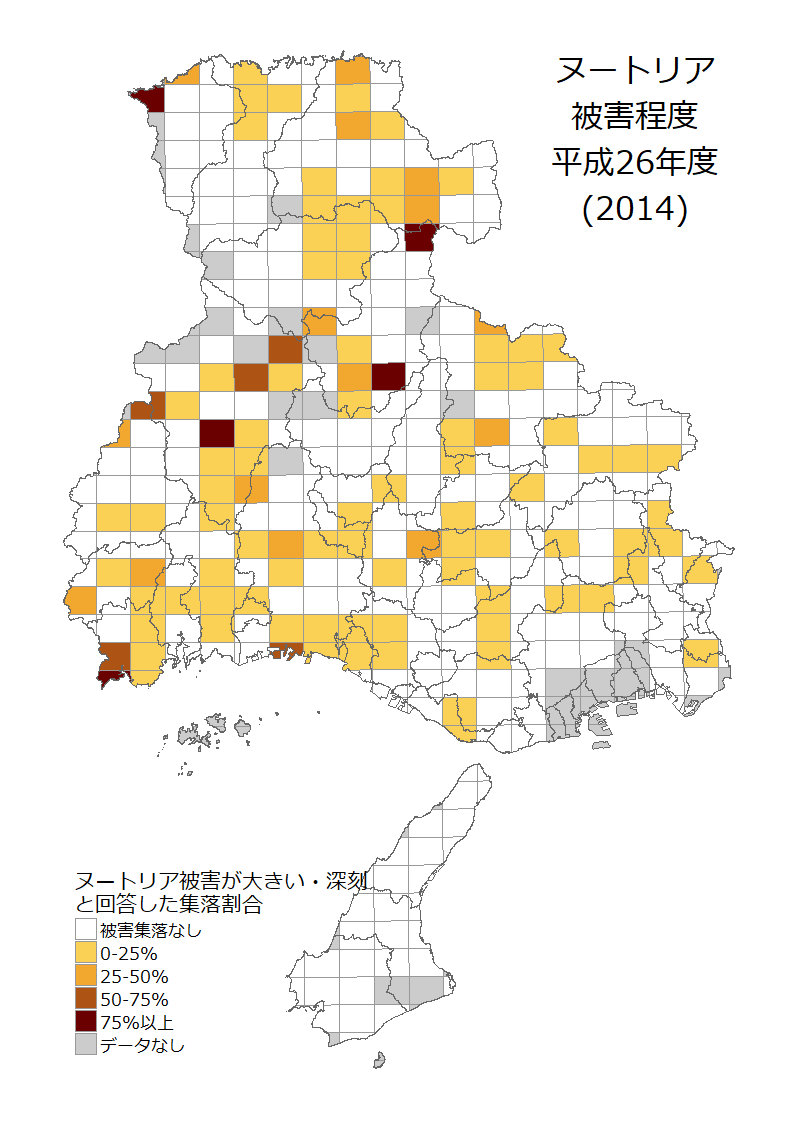 ヌートリア
被害程度
平成26年度
(2014)
ヌートリア被害が大きい・深刻
と回答した集落割合
被害集落なし
0-25%
25-50%
50-75%
75%以上
データなし